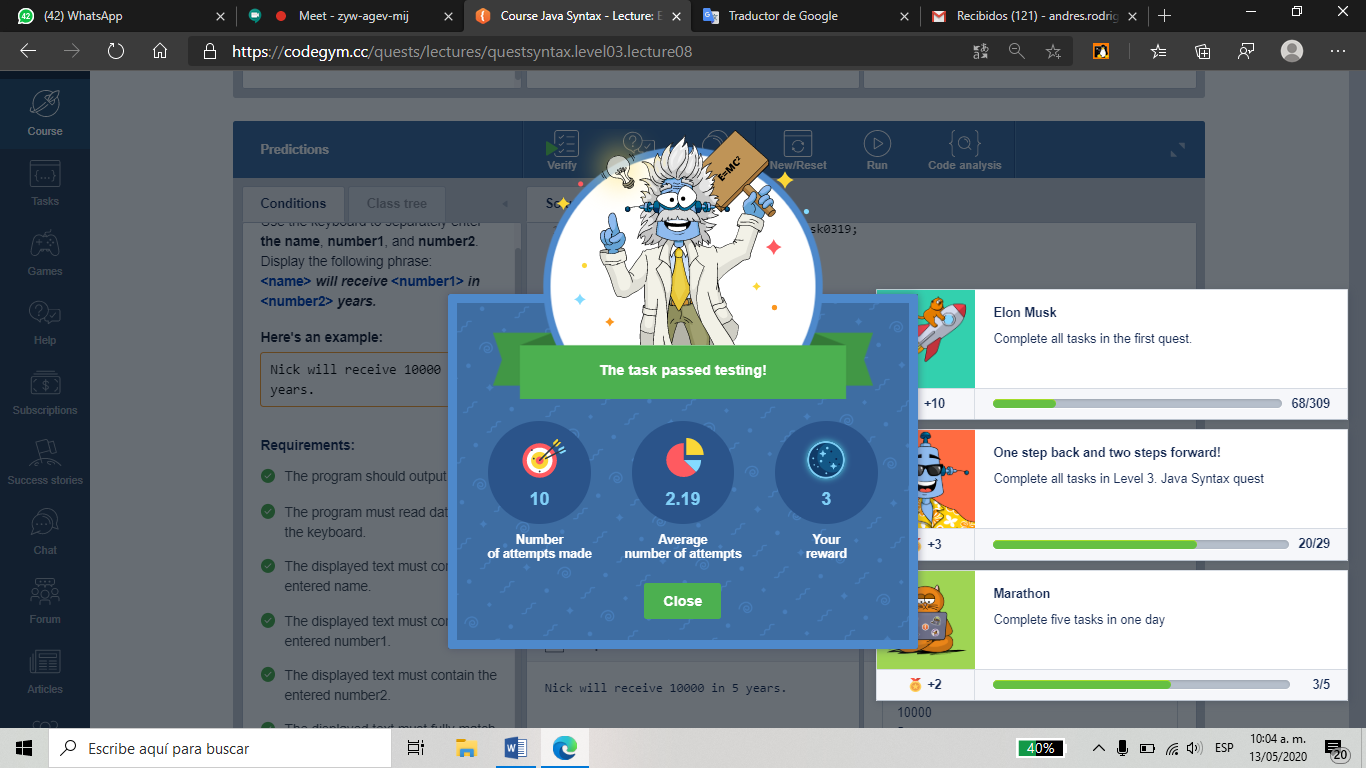 (42) WhatsApp
Meet - zyw-agev-mij
Course Java Syntax - Lecture: E
Traductor de Google
Recibidos (121) - andres.rodrig
https://codegym.cc/quests/lectures/questsyntax.level03.lecture08
Course
Tasks
Games
Help
Subscriptions
Success stories
Chat
Forum
Articles
Predictions
Verify
New/Reset
Run
Code analysis
Conditions
Class tree
So
sk0319;
Use the keyboard to separately enter
the name, number1, and number2.
Display the following phrase:
<name> will receive <number1> in
<number2> years.
Here's an example:
Nick will receive 10000
years.
Requirements:
The program should output
The program must read dat
the keyboard.
The displayed text must con
entered name.
The displayed text must con
entered number1.
The displayed text must contain the
entered number2.
The displayed text must fully match
E=MC²
The task passed testing!
10
Number
of attempts made
2.19
Average
number of attempts
3
Your
reward
Close
Nick will receive 10000 in 5 years.
10000
Elon Musk
Complete all tasks in the first quest.
+10
68/309
One step back and two steps forward!
Complete all tasks in Level 3. Java Syntax quest
+3
20/29
Marathon
Complete five tasks in one day
+2
3/5
Escribe aquí para buscar
40%
ESP
10:04 a. m.
13/05/2020
20